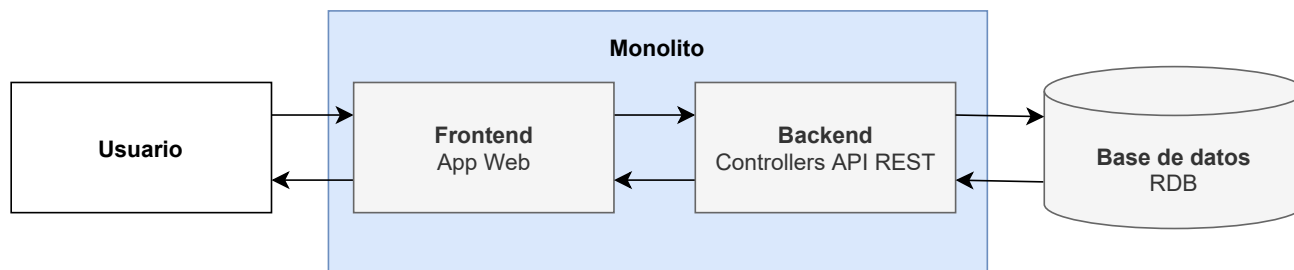 Monolito
Usuario
Frontend
App Web
Backend
Controllers API REST
Base de datos
RDB